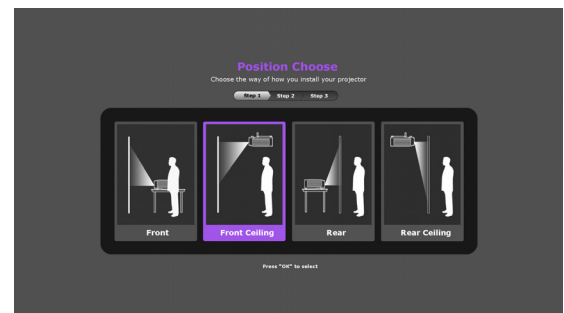 Position Choose
Choose the way of how you install your projector
Step 1 Step 2 Step 3
Front Front Ceiling Rear Rear Ceiling
Press "OK" to select